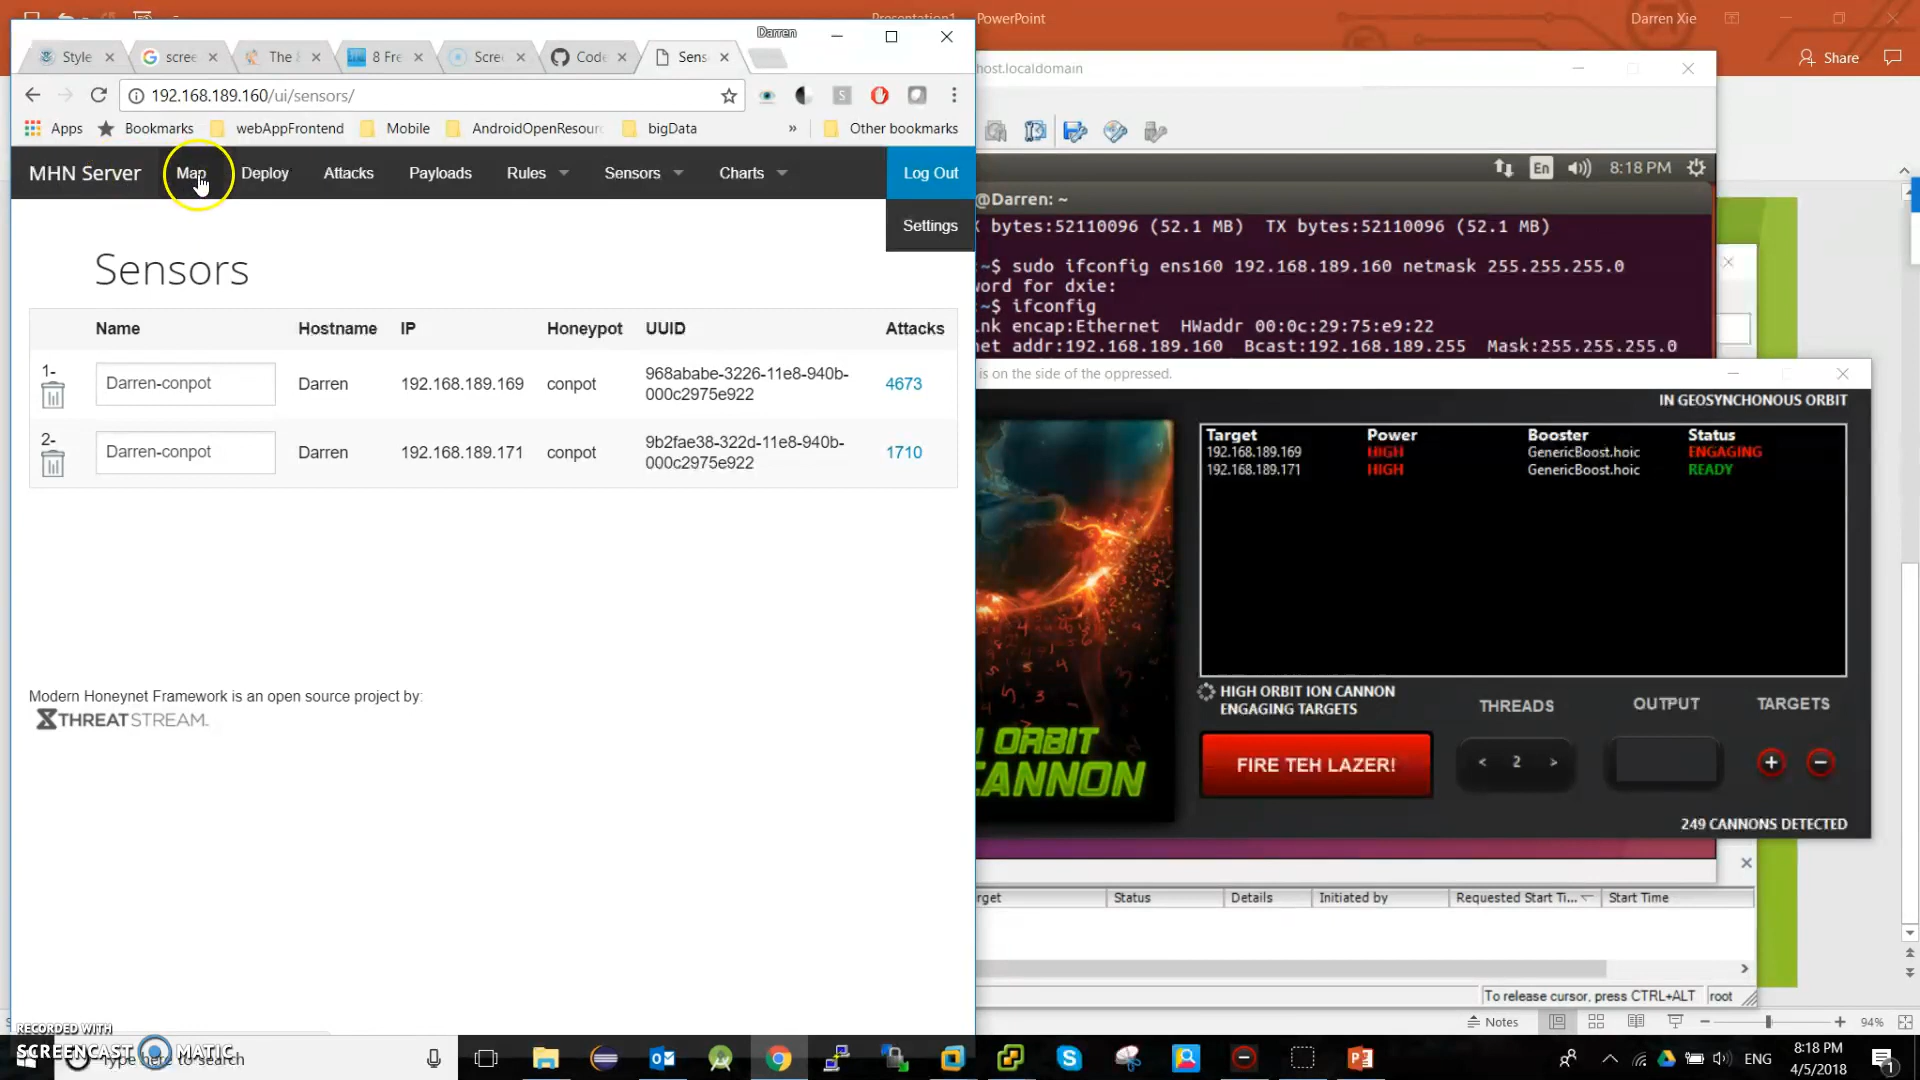 Presentation1 PowerPoint
Darren Xie
Share
Darren
Style
scree
The
8 Fre
Scree
Code
Sens
192.168.189.160/ui/sensors/
Apps
Bookmarks
webAppFrontend
Mobile
AndroidOpenResour
bigData
»
Other bookmarks
MHN Server
Map
Deploy
Attacks
Payloads
Rules
Sensors
Charts
Log Out
Settings
Sensors
Name Hostname IP Honeypot UUID Attacks
1- Darren-conpot Darren 192.168.189.169 conpot 968ababe-3226-11e8-940b-
000c2975e922 4673
2- Darren-conpot Darren 192.168.189.171 conpot 9b2fae38-322d-11e8-940b-
000c2975e922 1710
Modern Honeynet Framework is an open source project by:
THREATSTREAM
host.localdomain
En
8:18 PM
@Darren: ~
X bytes:52110096 (52.1 MB) TX bytes:52110096 (52.1 MB)
:~$ sudo ifconfig ens160 192.168.189.160 netmask 255.255.255.0
word for dxie:
:~$ ifconfig
nk encap:Ethernet HWaddr 00:0c:29:75:e9:22
net addr:192.168.189.160 Bcast:192.168.189.255 Mask:255.255.255.0
is on the side of the oppressed.
IN GEOSYNCHONOUS ORBIT
Target Power Booster Status
192.168.189.169 HIGH GenericBoost.hoic ENGAGING
192.168.189.171 HIGH GenericBoost.hoic READY
HIGH ORBIT ION CANNON
ENGAGING TARGETS
THREADS
OUTPUT
TARGETS
ORBIT
CANNON
FIRE TEH LAZER!
< 2 >
249 CANNONS DETECTED
rget
Status
Details
Initiated by
Requested Start Ti...
Start Time
To release cursor, press CTRL+ALT
root
Notes
94%
RECORDED WITH
SCREENCAST MATIC
Type here to search
ENG
8:18 PM
4/5/2018
1